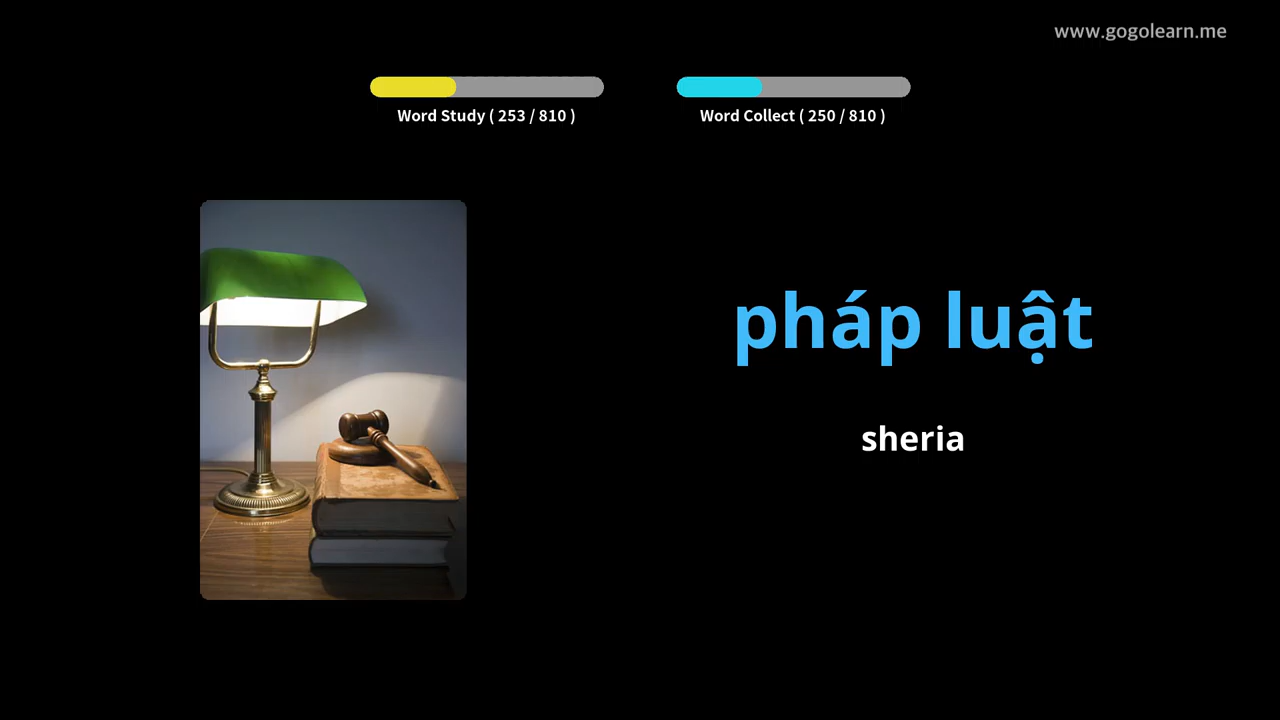 www.gogolearn.me
Word Study ( 253 / 810 )
Word Collect ( 250 / 810 )
pháp luật
sheria